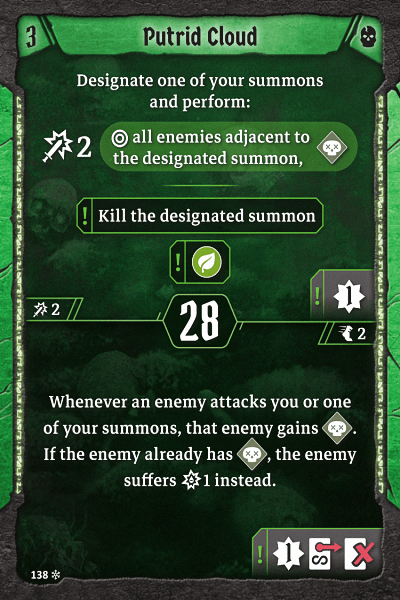 3 Putrid Cloud
Designate one of your summons
and perform:
2 all enemies adjacent to
the designated summon,
! Kill the designated summon
!
! 1
2
28
2
Whenever an enemy attacks you or one
of your summons, that enemy gains .
If the enemy already has , the enemy
suffers 1 instead.
! 1 S
138